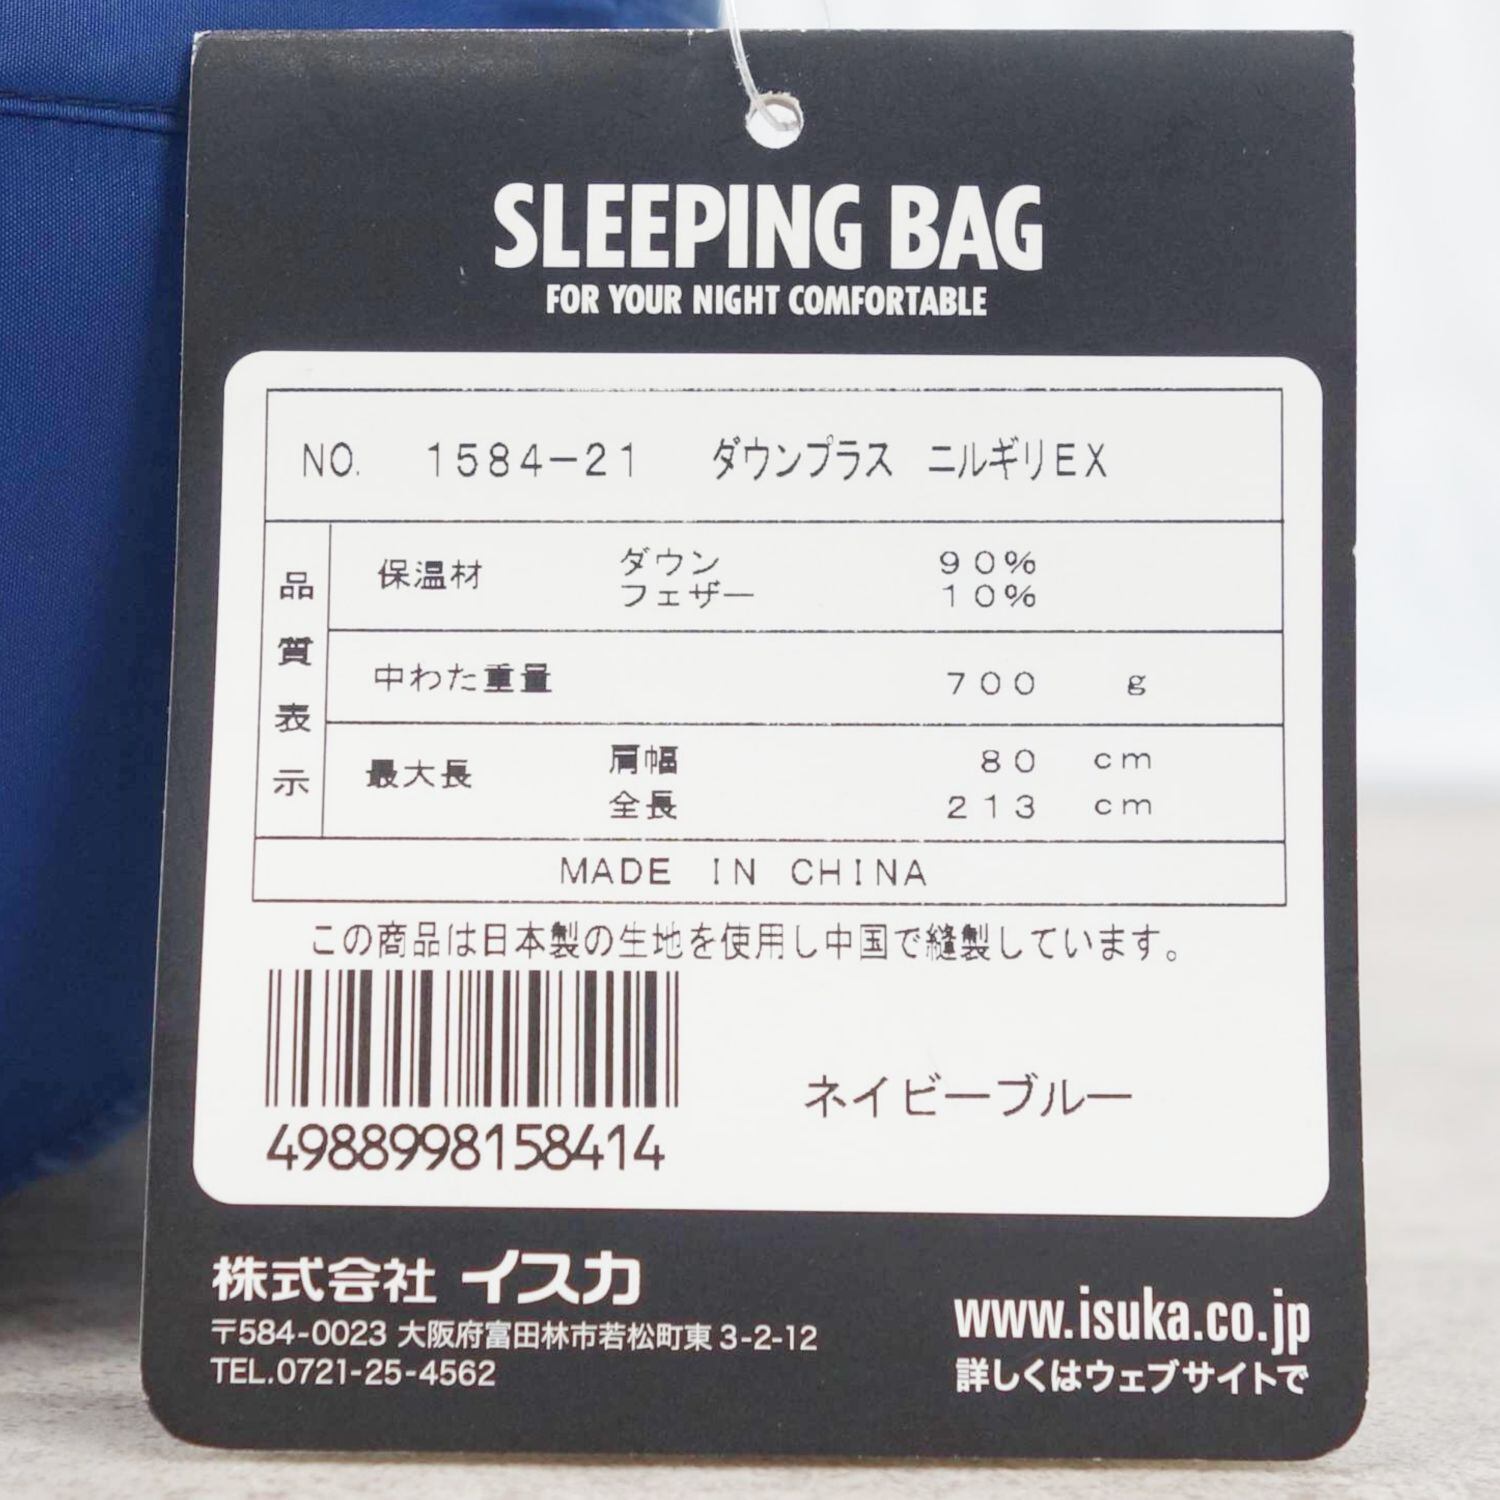 SLEEPING BAG
FOR YOUR NIGHT COMFORTABLE
NO. 1584-21 ダウンプラス ニルギリEX
品質表示
保温材 ダウン 90%
フェザー 10%
中わた重量 700 g
最大長 肩幅 80 cm
全長 213 cm
MADE IN CHINA
この商品は日本製の生地を使用し中国で縫製しています。
4988998158414
ネイビーブルー
株式会社 イスカ
〒584-0023 大阪府富田林市若松町東3-2-12
TEL.0721-25-4562
www.isuka.co.jp
詳しくはウェブサイトで